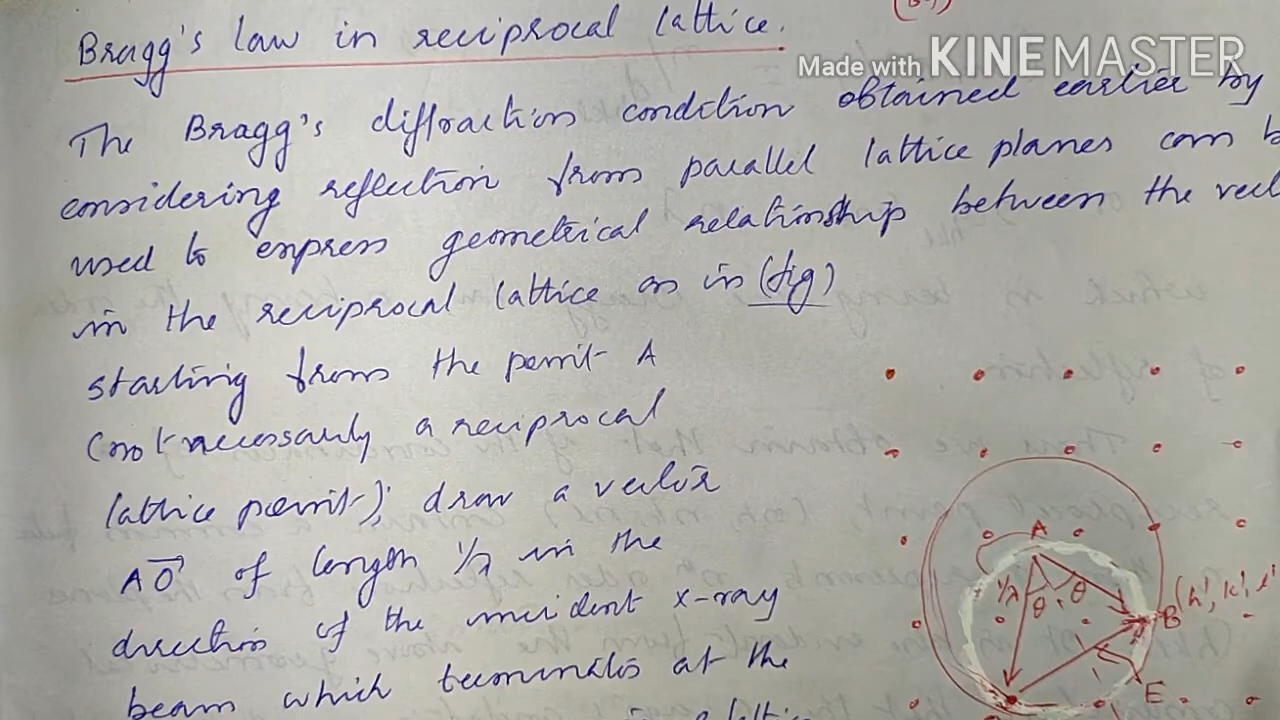 Bragg's law in reciprocal lattice.
Made with KINEMASTER
The Bragg's diffraction condition obtained earlier by
considering reflection from parallel lattice planes can b
used to express geometrical relationship between the vect
in the reciprocal lattice as in (fig)
starting from the point A
(not necessarily a reciprocal
lattice point); draw a vector
AO of length 1/λ in the
direction of the incident x-ray
beam which terminates at the
A
1/λ
θ θ
B (h', k', l'
E